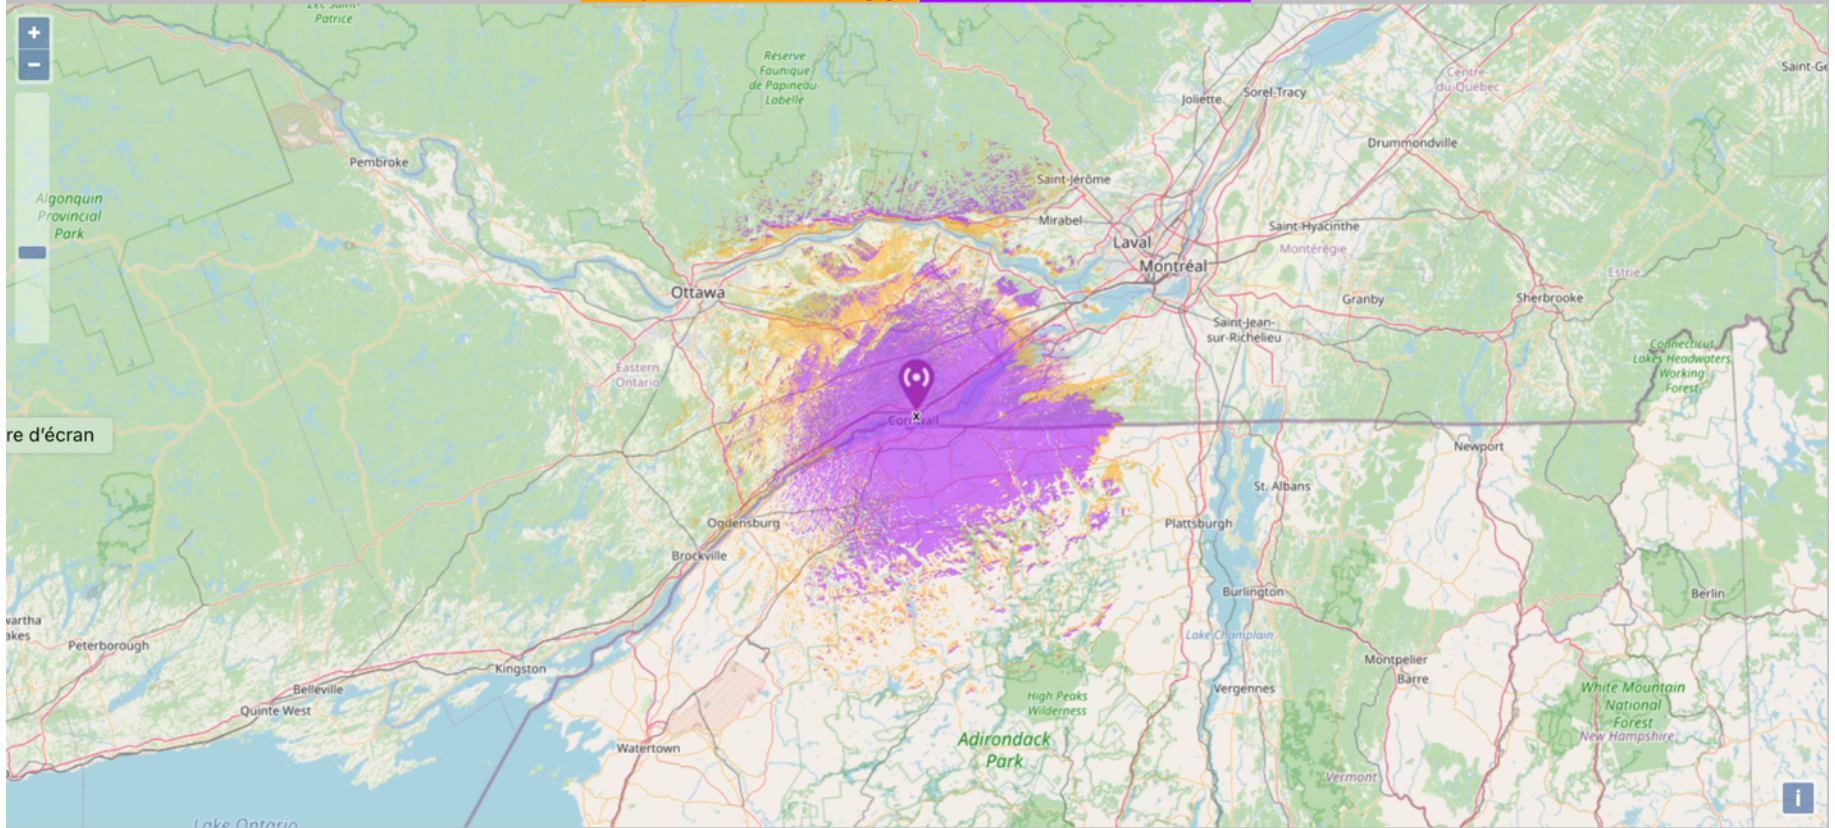 +
Patrice
−
Saint-Ge
Réserve
Faunique
de Papineau-
Labelle
Centre-
du-Québec
Joliette
Sorel-Tracy
Drummondville
Pembroke
Saint-Jérôme
Algonquin
Provincial
Park
Mirabel
Saint-Hyacinthe
Laval
Montérégie
Montréal
Estrie
Ottawa
Granby
Sherbrooke
Saint-Jean-
sur-Richelieu
Connecticut
Lakes Headwaters
Working
Forest
Eastern
Ontario
x
Cornwall
re d'écran
Newport
St. Albans
Ogdensburg
Plattsburgh
Brockville
Burlington
Berlin
wartha
akes
Lake Champlain
Peterborough
Montpelier
Barre
Kingston
Belleville
Vergennes
Quinte West
High Peaks
Wilderness
White Mountain
National
Forest
New Hampshire
Watertown
Adirondack
Park
Vermont
i
Lake Ontario